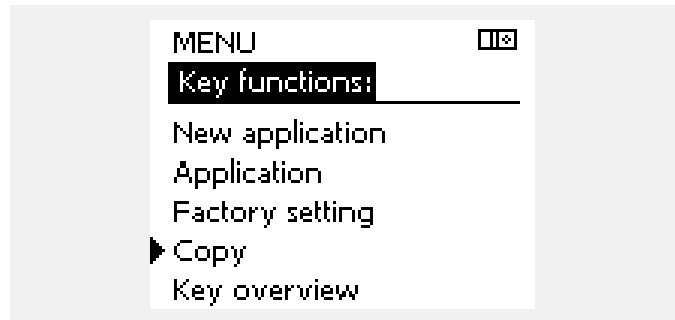 MENU
Key functions:
New application
Application
Factory setting
Copy
Key overview